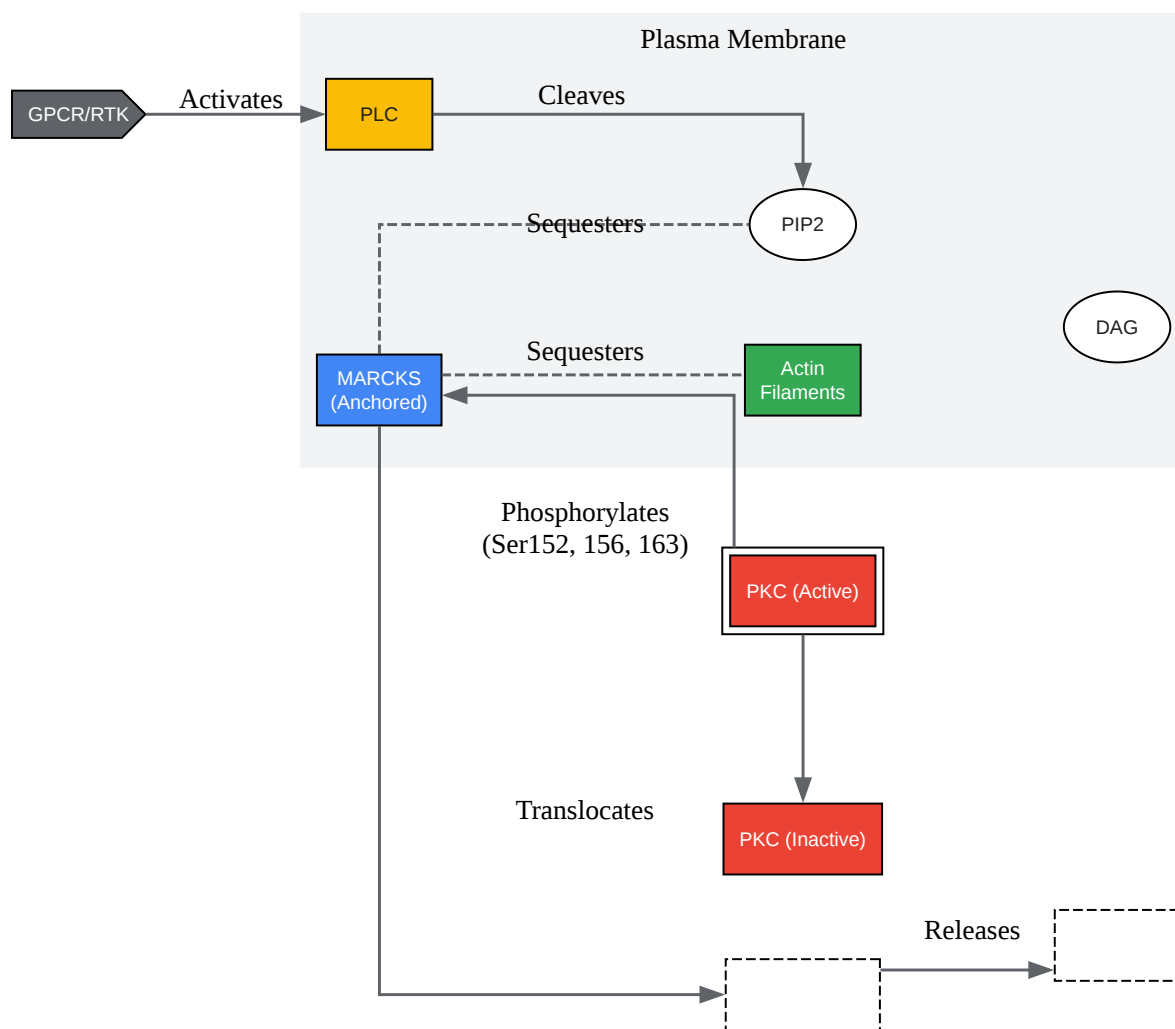 Plasma Membrane
GPCR/RTK
Activates
PLC
Cleaves
Sequesters
PIP2
DAG
MARCKS
(Anchored)
Sequesters
Actin
Filaments
Phosphorylates
(Ser152, 156, 163)
PKC (Active)
Translocates
PKC (Inactive)
Releases